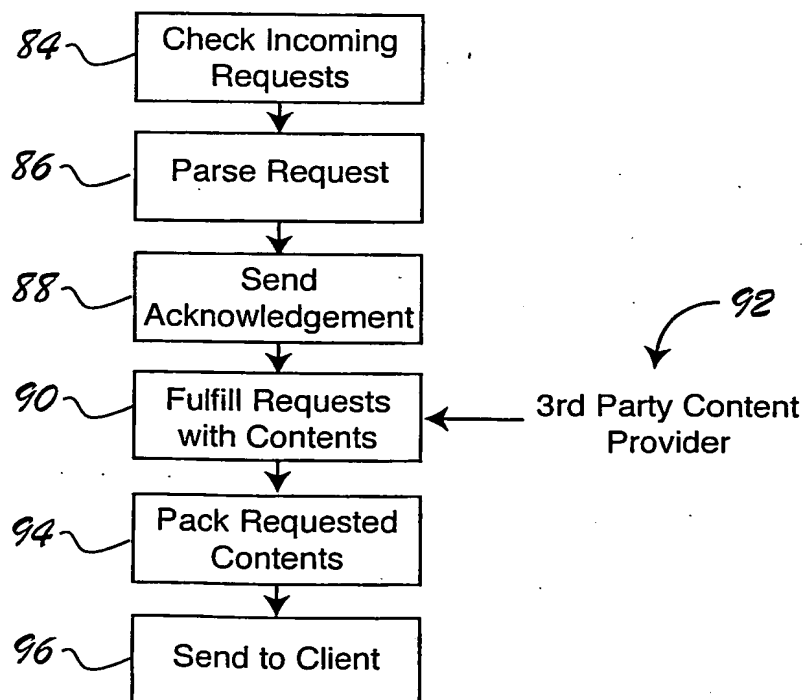 84
Check Incoming
Requests
86
Parse Request
88
Send
Acknowledgement
92
90
Fulfill Requests
with Contents
3rd Party Content
Provider
94
Pack Requested
Contents
96
Send to Client